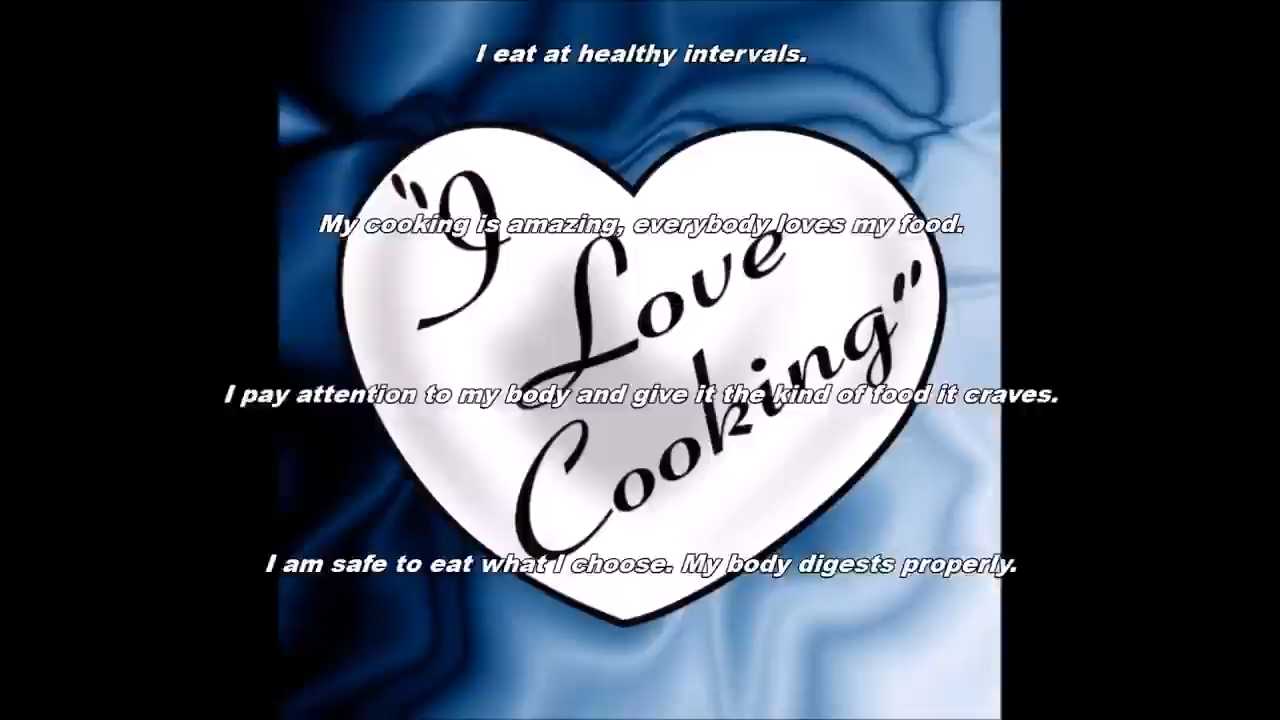 I eat at healthy intervals.
"I
My cooking is amazing, everybody loves my food.
Love
Cooking"
I pay attention to my body and give it the kind of food it craves.
I am safe to eat what I choose. My body digests properly.